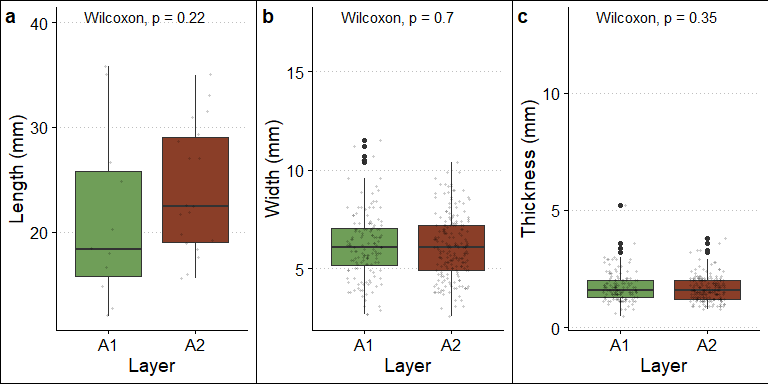 a
Wilcoxon, p = 0.22
Length (mm)
40
30
20
A1
A2
Layer
b
Wilcoxon, p = 0.7
Width (mm)
15
10
5
A1
A2
Layer
c
Wilcoxon, p = 0.35
Thickness (mm)
10
5
0
A1
A2
Layer